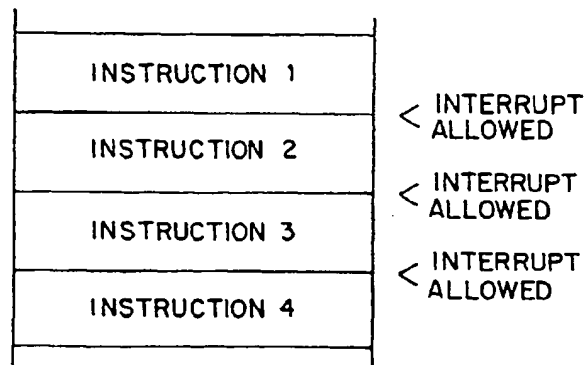 INSTRUCTION 1
< INTERRUPT
ALLOWED
INSTRUCTION 2
< INTERRUPT
ALLOWED
INSTRUCTION 3
< INTERRUPT
ALLOWED
INSTRUCTION 4